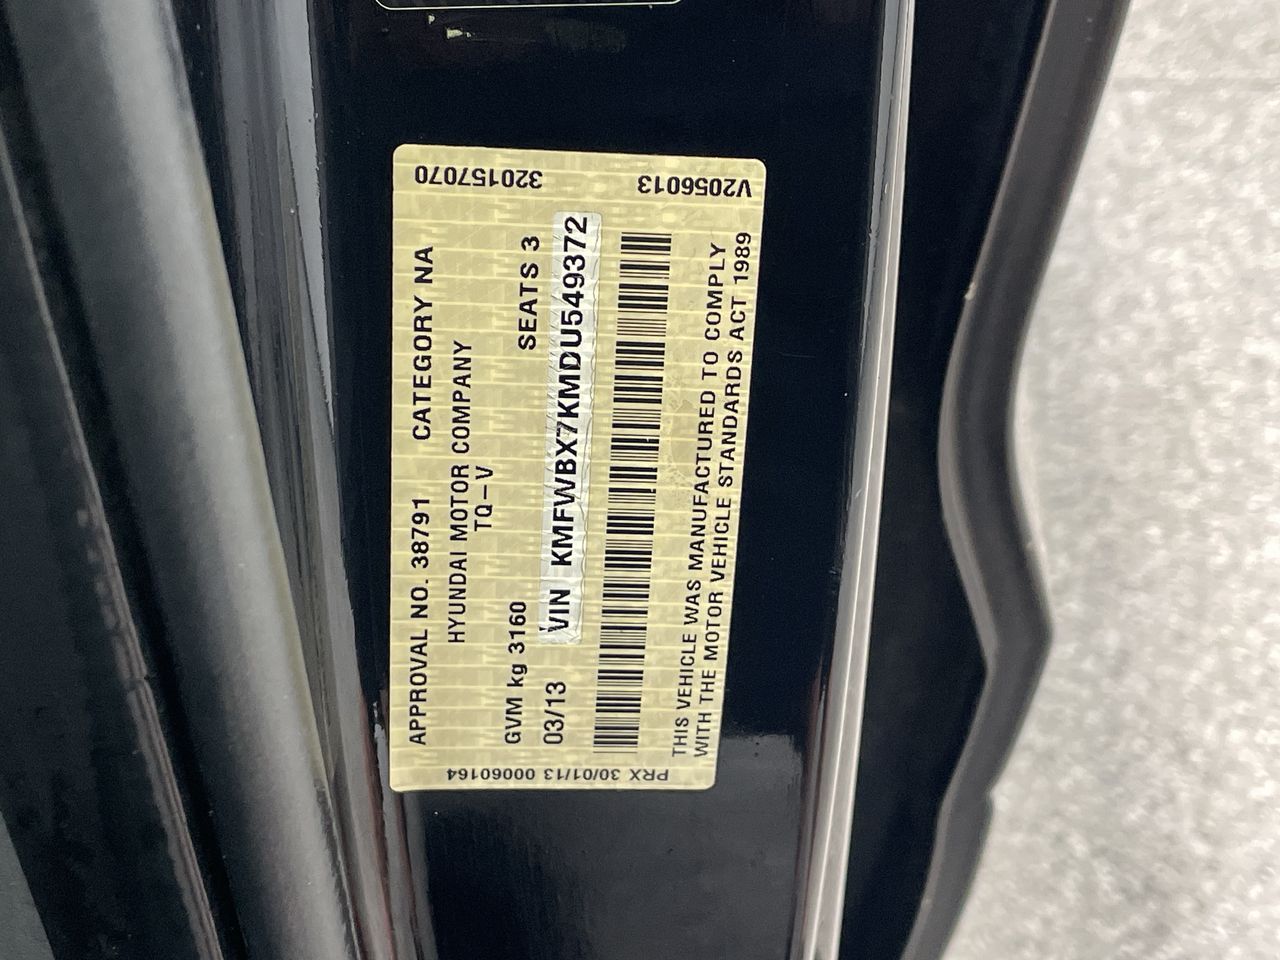 320157070
V2056013
APPROVAL NO. 38791 CATEGORY NA
HYUNDAI MOTOR COMPANY
TQ-V
GVM kg 3160 SEATS 3
03/13 VIN KMFWBX7KMDU549372
THIS VEHICLE WAS MANUFACTURED TO COMPLY
WITH THE MOTOR VEHICLE STANDARDS ACT 1989
PRX 30/01/13 00060164